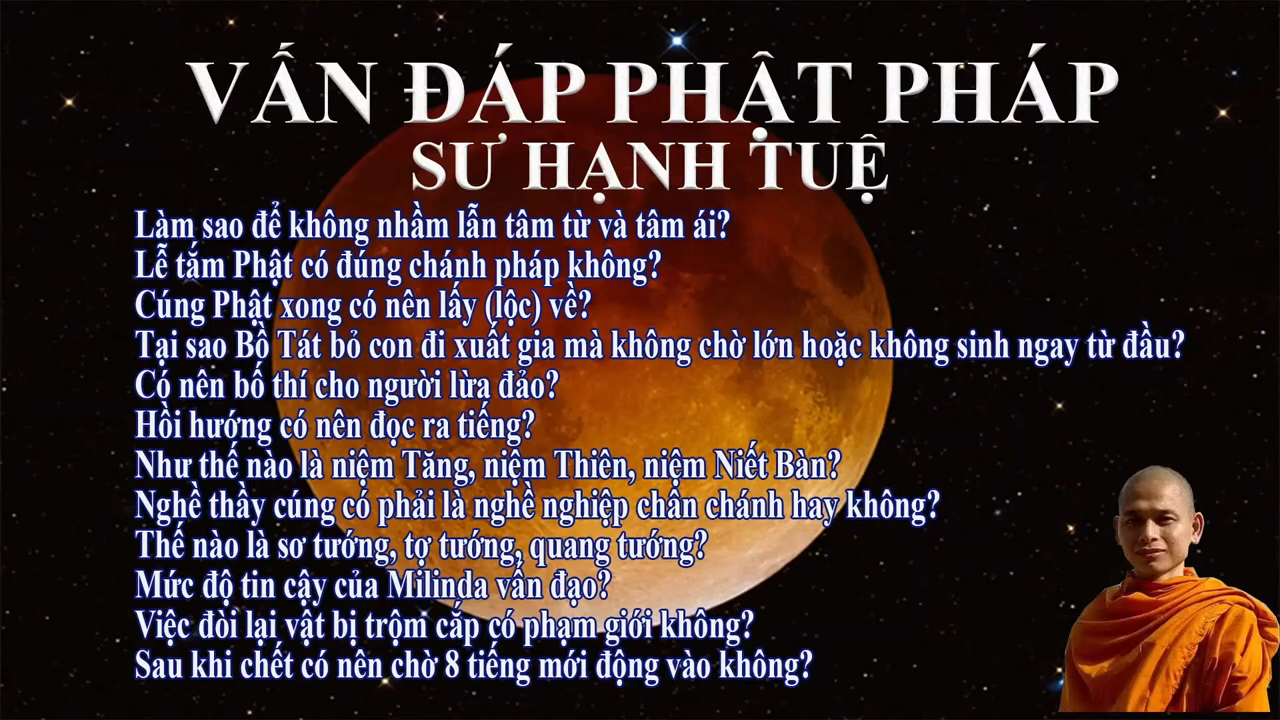 VẤN ĐÁP PHẬT PHÁP
SƯ HẠNH TUỆ
Làm sao để không nhầm lẫn tâm từ và tâm ái?
Lễ tắm Phật có đúng chánh pháp không?
Cúng Phật xong có nên lấy (lộc) về?
Tại sao Bồ Tát bỏ con đi xuất gia mà không chờ lớn hoặc không sinh ngay từ đầu?
Có nên bố thí cho người lừa đảo?
Hồi hướng có nên đọc ra tiếng?
Như thế nào là niệm Tăng, niệm Thiên, niệm Niết Bàn?
Nghề thầy cúng có phải là nghề nghiệp chân chánh hay không?
Thế nào là sơ tướng, tợ tướng, quang tướng?
Mức độ tin cậy của Milinda vấn đạo?
Việc đòi lại vật bị trộm cắp có phạm giới không?
Sau khi chết có nên chờ 8 tiếng mới động vào không?